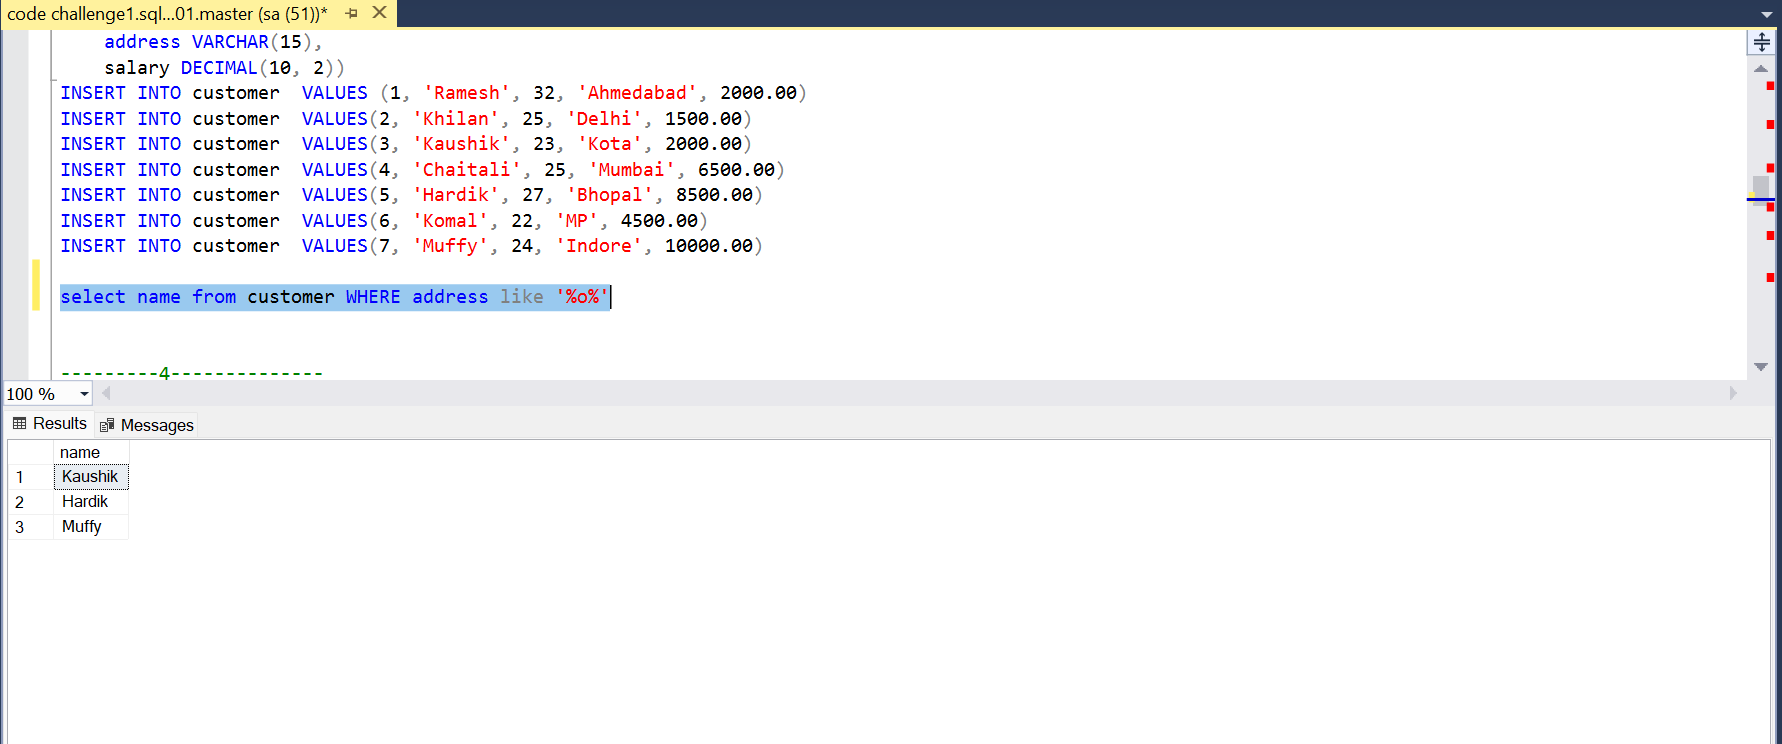 code challenge1.sql...01.master (sa (51))*
address VARCHAR(15),
salary DECIMAL(10, 2))
INSERT INTO customer  VALUES (1, 'Ramesh', 32, 'Ahmedabad', 2000.00)
INSERT INTO customer  VALUES(2, 'Khilan', 25, 'Delhi', 1500.00)
INSERT INTO customer  VALUES(3, 'Kaushik', 23, 'Kota', 2000.00)
INSERT INTO customer  VALUES(4, 'Chaitali', 25, 'Mumbai', 6500.00)
INSERT INTO customer  VALUES(5, 'Hardik', 27, 'Bhopal', 8500.00)
INSERT INTO customer  VALUES(6, 'Komal', 22, 'MP', 4500.00)
INSERT INTO customer  VALUES(7, 'Muffy', 24, 'Indore', 10000.00)
select name from customer WHERE address like '%o%'
---------4--------------
100 %
Results Messages
name
1 Kaushik
2 Hardik
3 Muffy